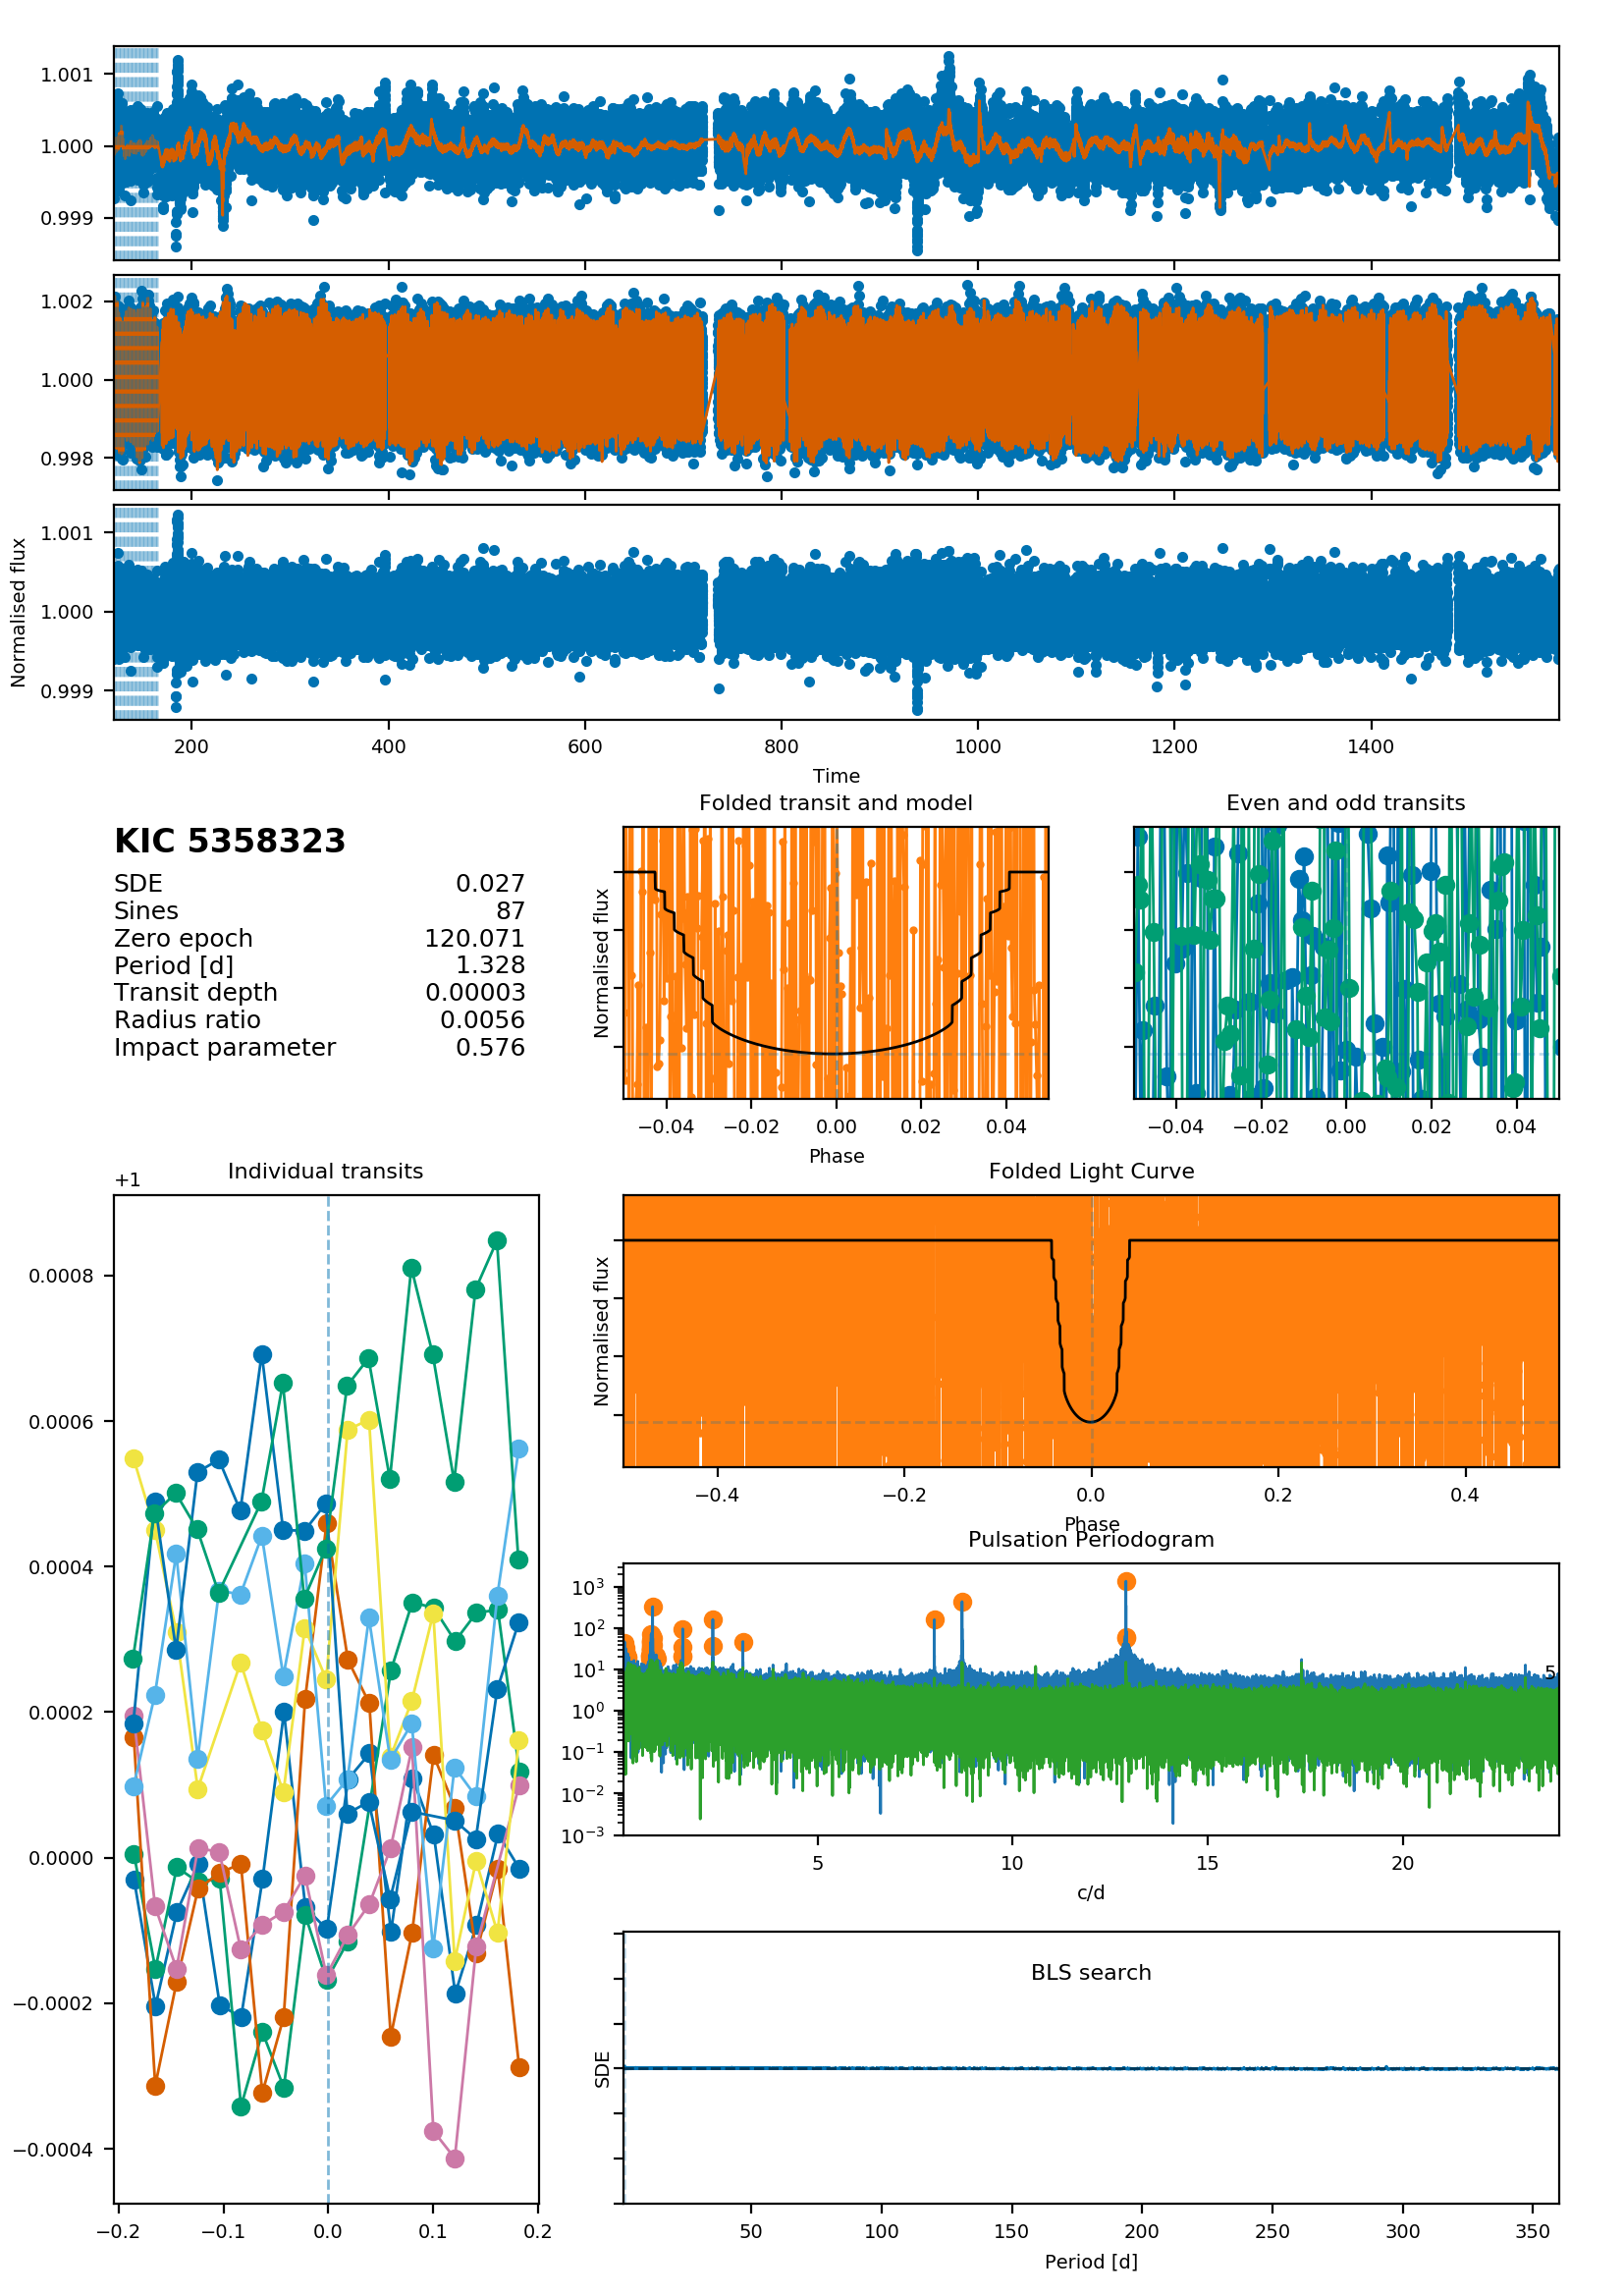 1.001
1.000
0.999
1.002
1.000
0.998
1.001
1.000
0.999
Normalised flux
200 400 600 800 1000 1200 1400
Time
KIC 5358323
SDE 0.027
Sines 87
Zero epoch 120.071
Period [d] 1.328
Transit depth 0.00003
Radius ratio 0.0056
Impact parameter 0.576
Folded transit and model
Normalised flux
−0.04 −0.02 0.00 0.02 0.04
Phase
Even and odd transits
−0.04 −0.02 0.00 0.02 0.04
Individual transits
+1
0.0008
0.0006
0.0004
0.0002
0.0000
−0.0002
−0.0004
−0.2 −0.1 0.0 0.1 0.2
Folded Light Curve
Normalised flux
−0.4 −0.2 0.0 0.2 0.4
Phase
Pulsation Periodogram
10³
10²
10¹
10⁰
10⁻¹
10⁻²
10⁻³
5
5 10 15 20
c/d
BLS search
SDE
50 100 150 200 250 300 350
Period [d]